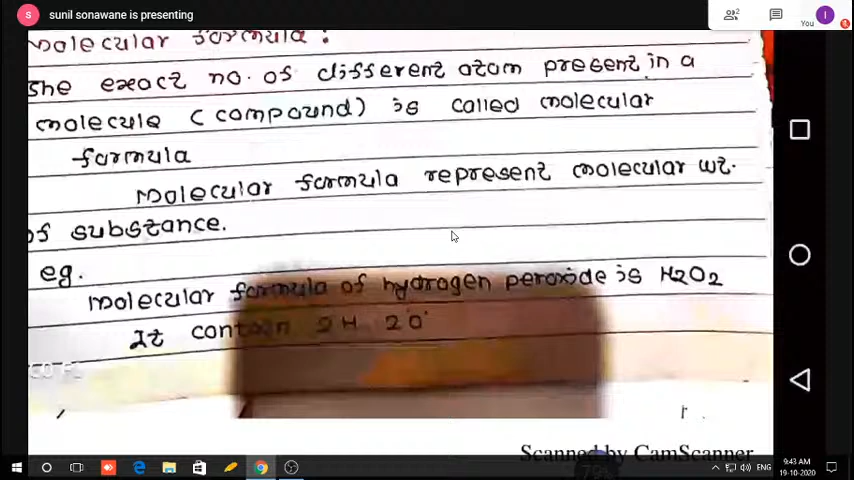 sunil sonawane is presenting
Molecular formula:
The exact no. of different atom present in a
molecule (compound) is called molecular
formula
Molecular formula represent molecular wt.
of substance.
eg.
Molecular formula of hydrogen peroxide is H2O2
It contain 2H 2O
Scanned by CamScanner
79%
You
2
S
I
ENG
9:43 AM
19-10-2020